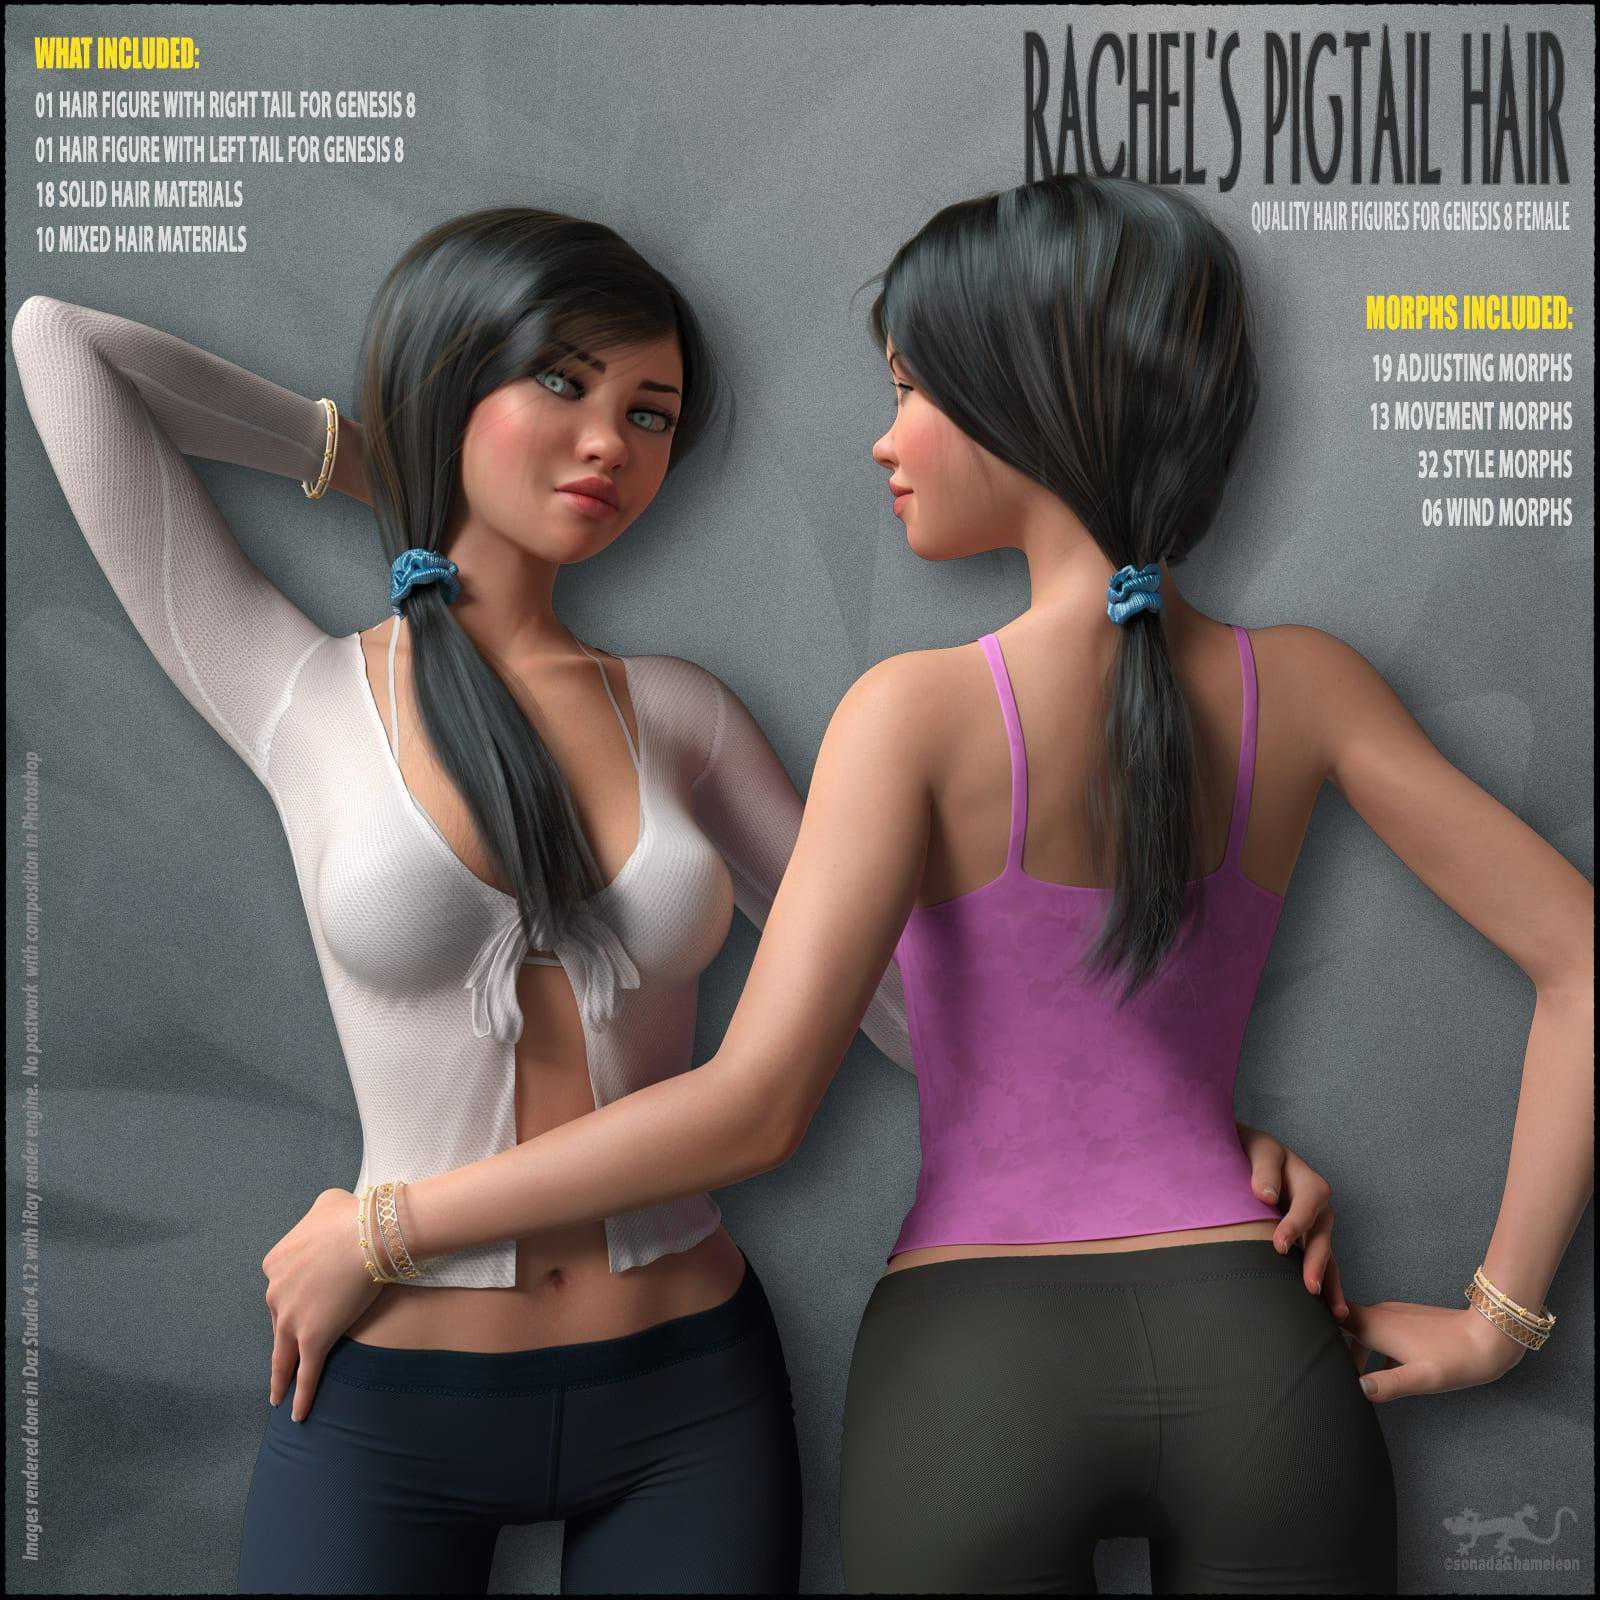 WHAT INCLUDED:
01 HAIR FIGURE WITH RIGHT TAIL FOR GENESIS 8
01 HAIR FIGURE WITH LEFT TAIL FOR GENESIS 8
18 SOLID HAIR MATERIALS
10 MIXED HAIR MATERIALS
RACHEL'S PIGTAIL HAIR
QUALITY HAIR FIGURES FOR GENESIS 8 FEMALE
MORPHS INCLUDED:
19 ADJUSTING MORPHS
13 MOVEMENT MORPHS
32 STYLE MORPHS
06 WIND MORPHS
Images rendered done in Daz Studio 4.12 with iRay render engine. No postwork with composition in Photoshop
©sonada&hameleon